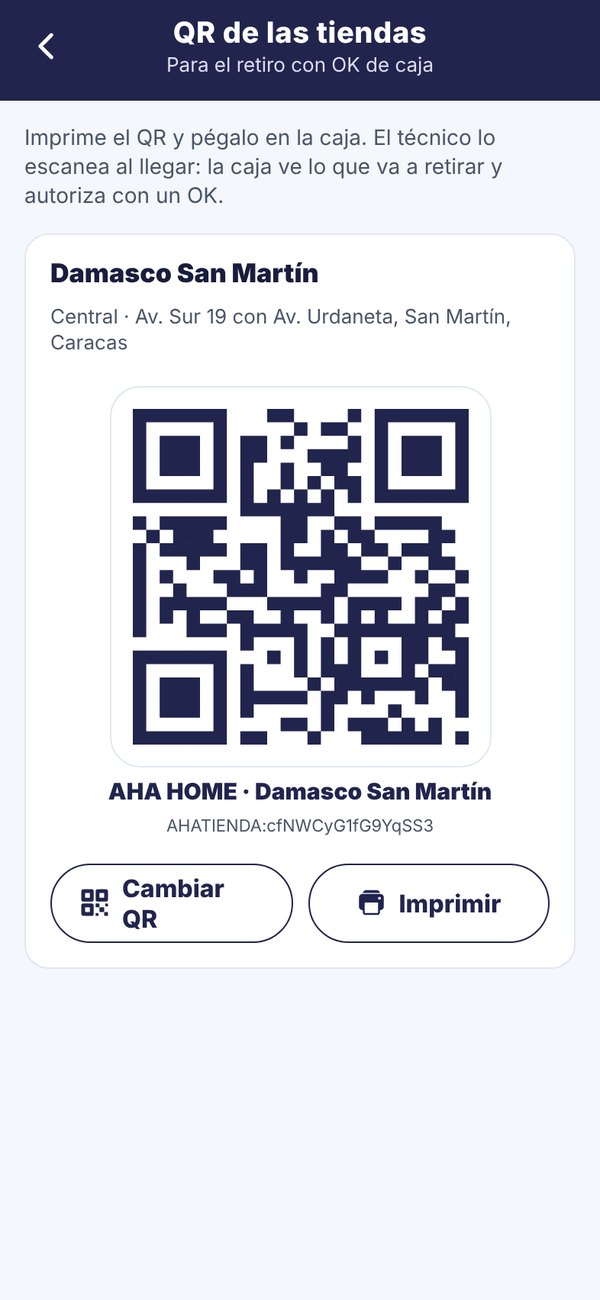 QR de las tiendas
Para el retiro con OK de caja
Imprime el QR y pégalo en la caja. El técnico lo
escanea al llegar: la caja ve lo que va a retirar y
autoriza con un OK.
Damasco San Martín
Central · Av. Sur 19 con Av. Urdaneta, San Martín,
Caracas
AHA HOME · Damasco San Martín
AHATIENDA:cfNWCyG1fG9YqSS3
Cambiar
QR
Imprimir